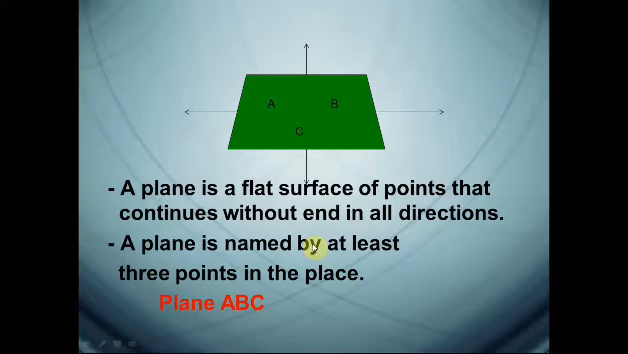 A B
C
- A plane is a flat surface of points that
continues without end in all directions.
- A plane is named by at least
three points in the place.
Plane ABC